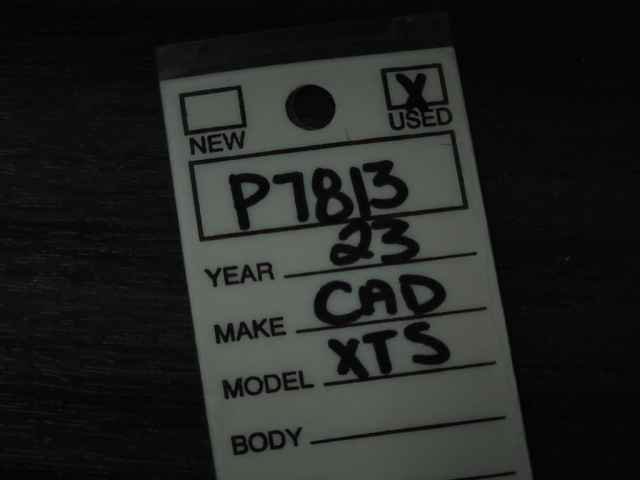 X
NEW USED
P7813
YEAR 23
MAKE CAD
MODEL XTS
BODY